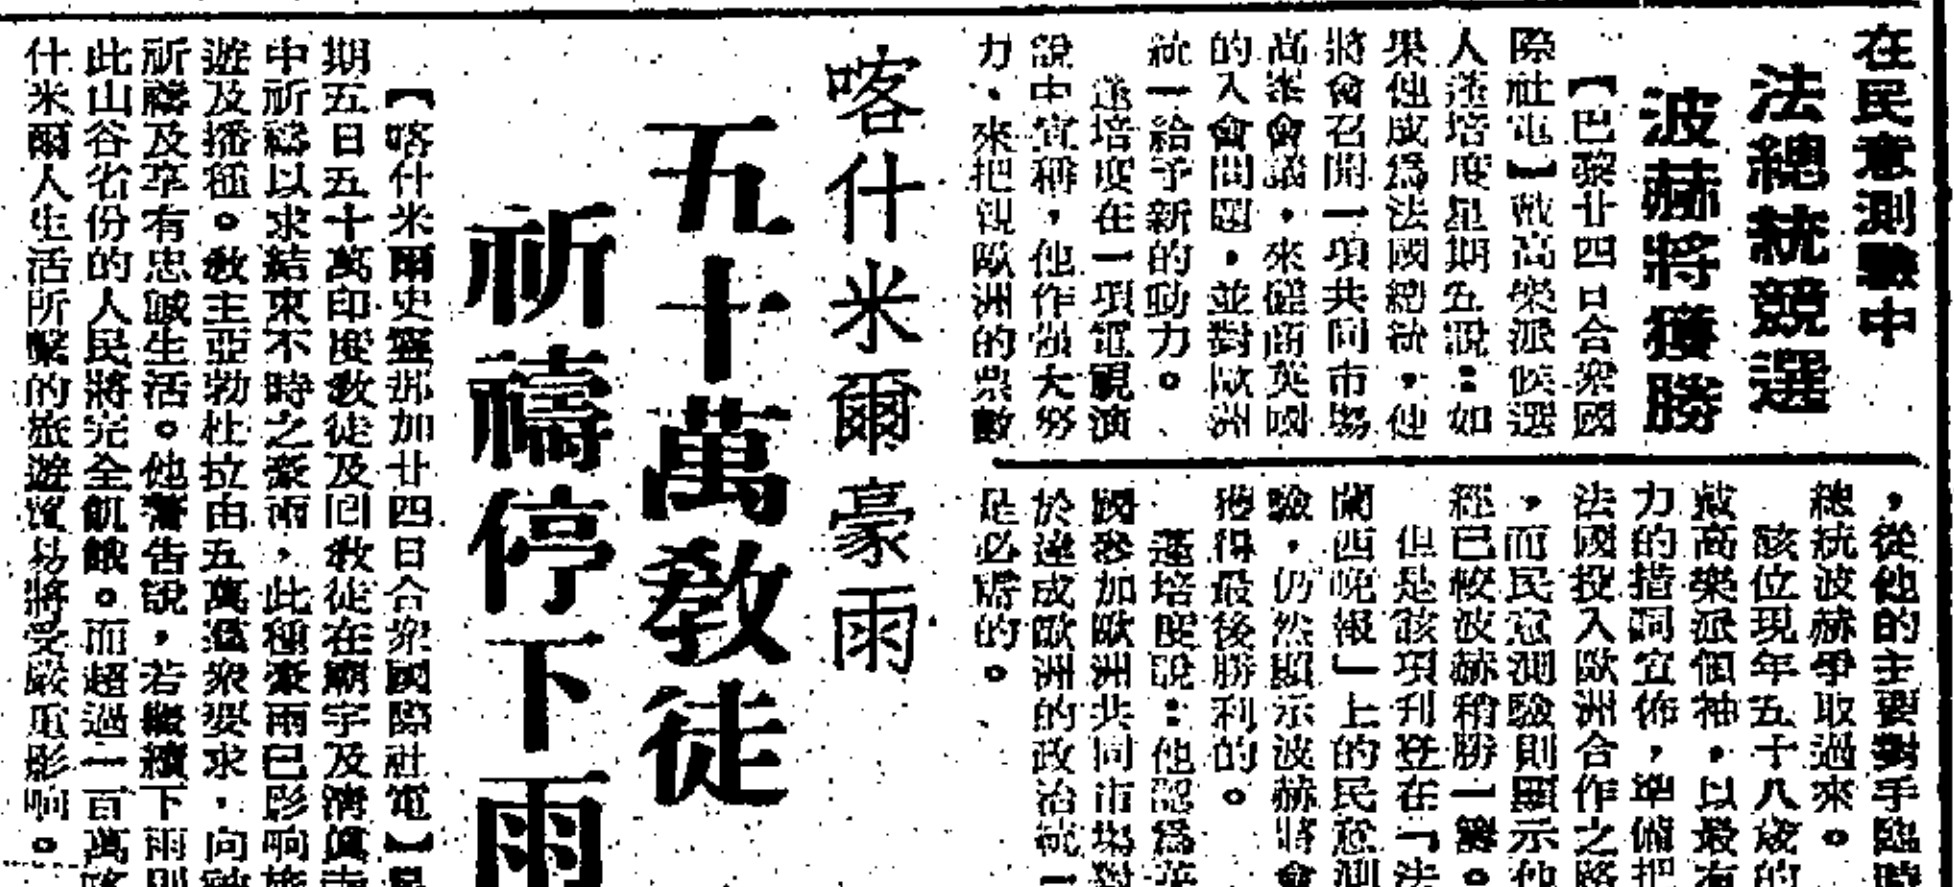 在民意測驗中
法總統競選
波赫將獲勝
【巴黎廿四日合衆國
際社電】戴高樂派候選
人蓬培度星期五說：如
果他成爲法國總統，他
將會召開一項共同市場
高峯會議，來磋商英國
的入會問題，並對歐洲
統一給予新的動力。
蓬培度在一項電視演
說中宣稱，他作強大努
力、來把親歐洲的票數
，從他的主要對手臨時
總統波赫爭取過來。
該位現年五十八歲的
戴高樂派領袖，以最有
力的措詞宣佈，準備把
法國投入歐洲合作之路
，而民意測驗則顯示他
經已較波赫稍勝一籌。
但是該項刊登在「法
蘭西晚報」上的民意測
驗，仍然顯示波赫將會
獲得最後勝利的。
蓬培度說：他認爲英
國參加歐洲共同市場對
於達成歐洲的政治統一
是必需的。
喀什米爾豪雨
五十萬教徒
祈禱停下雨
【喀什米爾史靈那加廿四日合衆國際社電】星
期五日五十萬印度教徒及回教徒在廟宇及清眞寺
中祈禱以求結束不時之豪雨，此種豪雨已影响旅
遊及播種。教主亞勃杜拉由五萬羣衆要求，向神
祈禱及享有忠誠生活。他警告說，若繼續下雨則
此山谷省份的人民將完全飢餓。而超過一百萬喀
什米爾人生活所繫的旅遊貿易將受嚴重影响。